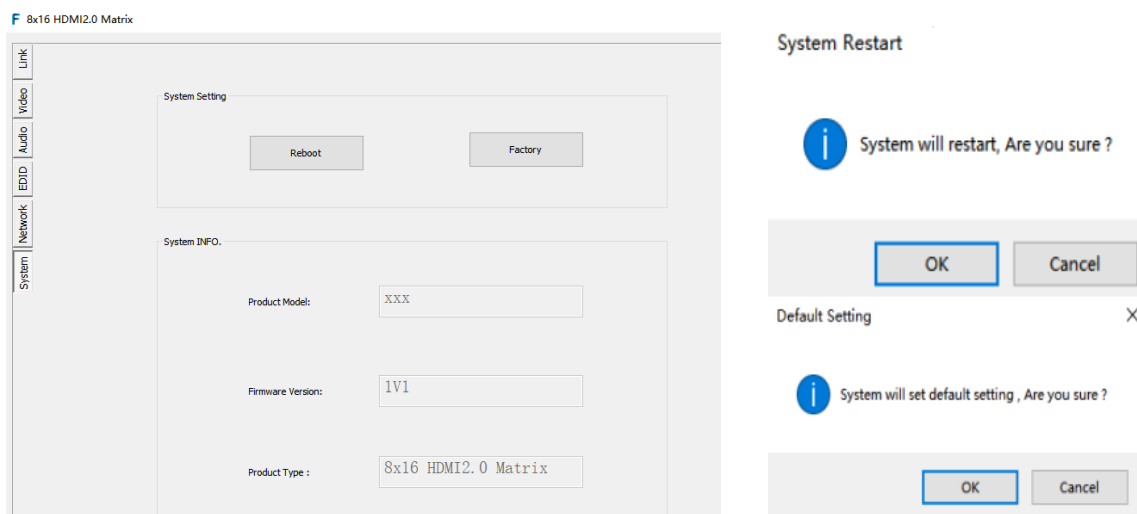 F 8x16 HDMI2.0 Matrix
Link
Video
Audio
EDID
Network
System
System Setting
Reboot
Factory
System INFO.
Product Model:
xxx
Firmware Version:
1V1
Product Type :
8x16 HDMI2.0 Matrix
System Restart
System will restart, Are you sure ?
OK
Cancel
Default Setting
System will set default setting , Are you sure ?
OK
Cancel